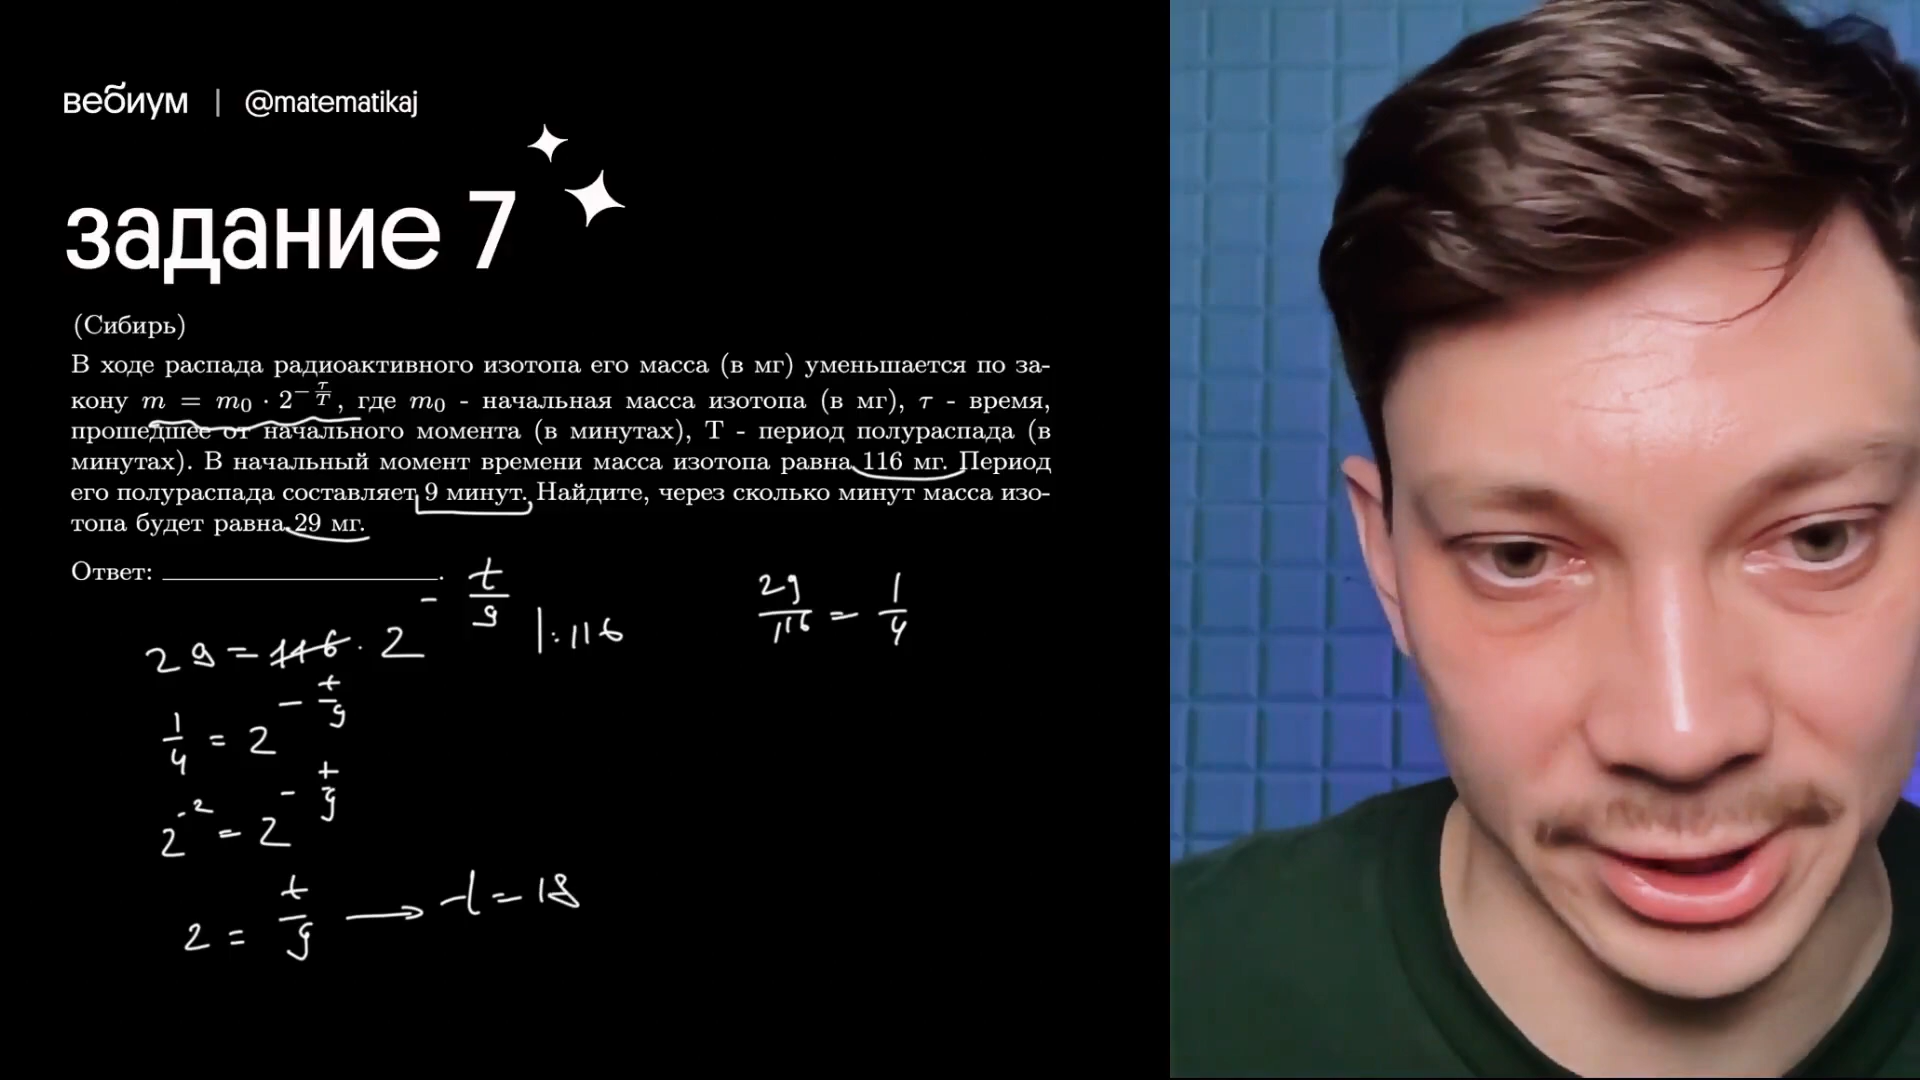 вебиум | @matematikaj
задание 7
(Сибирь)
В ходе распада радиоактивного изотопа его масса (в мг) уменьшается по за-
кону m = m₀ · 2^(-τ/T), где m₀ - начальная масса изотопа (в мг), τ - время,
прошедшее от начального момента (в минутах), T - период полураспада (в
минутах). В начальный момент времени масса изотопа равна 116 мг. Период
его полураспада составляет 9 минут. Найдите, через сколько минут масса изо-
топа будет равна 29 мг.
Ответ: ____________________.
29 = 116 · 2^(-t/9) |:116
29/116 = 1/4
1/4 = 2^(-t/9)
2^(-2) = 2^(-t/9)
2 = t/9 → t = 18